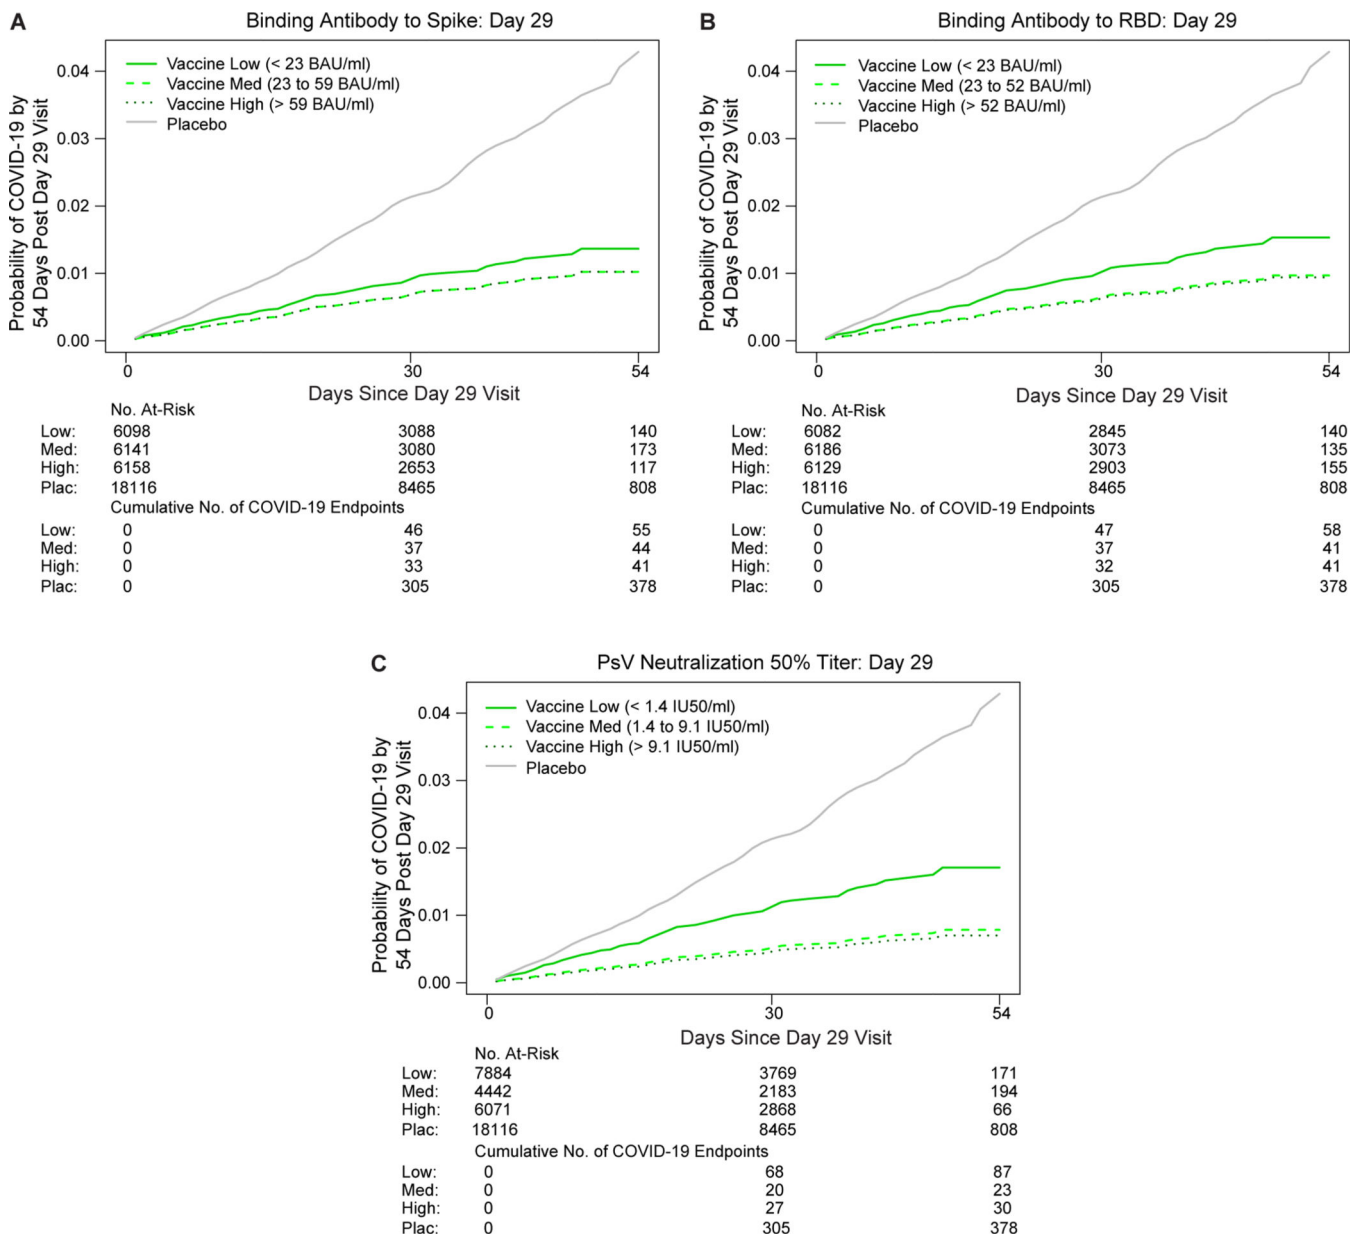 A Binding Antibody to Spike: Day 29
Probability of COVID-19 by
54 Days Post Day 29 Visit
0.04
0.03
0.02
0.01
0.00
Vaccine Low (< 23 BAU/ml)
Vaccine Med (23 to 59 BAU/ml)
Vaccine High (> 59 BAU/ml)
Placebo
0 30 54
Days Since Day 29 Visit
No. At-Risk
Low: 6098 3088 140
Med: 6141 3080 173
High: 6158 2653 117
Plac: 18116 8465 808
Cumulative No. of COVID-19 Endpoints
Low: 0 46 55
Med: 0 37 44
High: 0 33 41
Plac: 0 305 378
B Binding Antibody to RBD: Day 29
Probability of COVID-19 by
54 Days Post Day 29 Visit
0.04
0.03
0.02
0.01
0.00
Vaccine Low (< 23 BAU/ml)
Vaccine Med (23 to 52 BAU/ml)
Vaccine High (> 52 BAU/ml)
Placebo
0 30 54
Days Since Day 29 Visit
No. At-Risk
Low: 6082 2845 140
Med: 6186 3073 135
High: 6129 2903 155
Plac: 18116 8465 808
Cumulative No. of COVID-19 Endpoints
Low: 0 47 58
Med: 0 37 41
High: 0 32 41
Plac: 0 305 378
C PsV Neutralization 50% Titer: Day 29
Probability of COVID-19 by
54 Days Post Day 29 Visit
0.04
0.03
0.02
0.01
0.00
Vaccine Low (< 1.4 IU50/ml)
Vaccine Med (1.4 to 9.1 IU50/ml)
Vaccine High (> 9.1 IU50/ml)
Placebo
0 30 54
Days Since Day 29 Visit
No. At-Risk
Low: 7884 3769 171
Med: 4442 2183 194
High: 6071 2868 66
Plac: 18116 8465 808
Cumulative No. of COVID-19 Endpoints
Low: 0 68 87
Med: 0 20 23
High: 0 27 30
Plac: 0 305 378